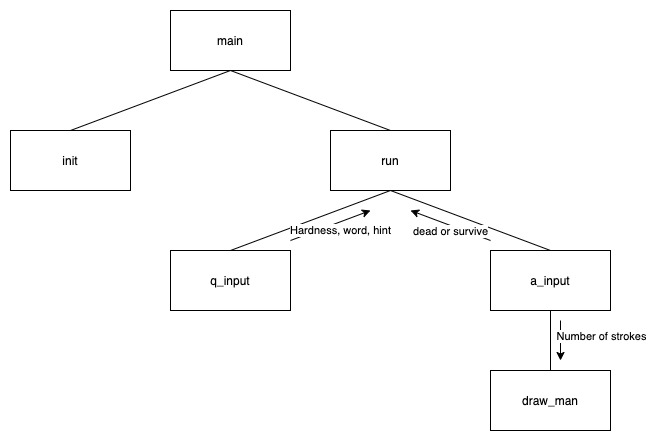 main
init
run
Hardness, word, hint
dead or survive
q_input
a_input
Number of strokes
draw_man